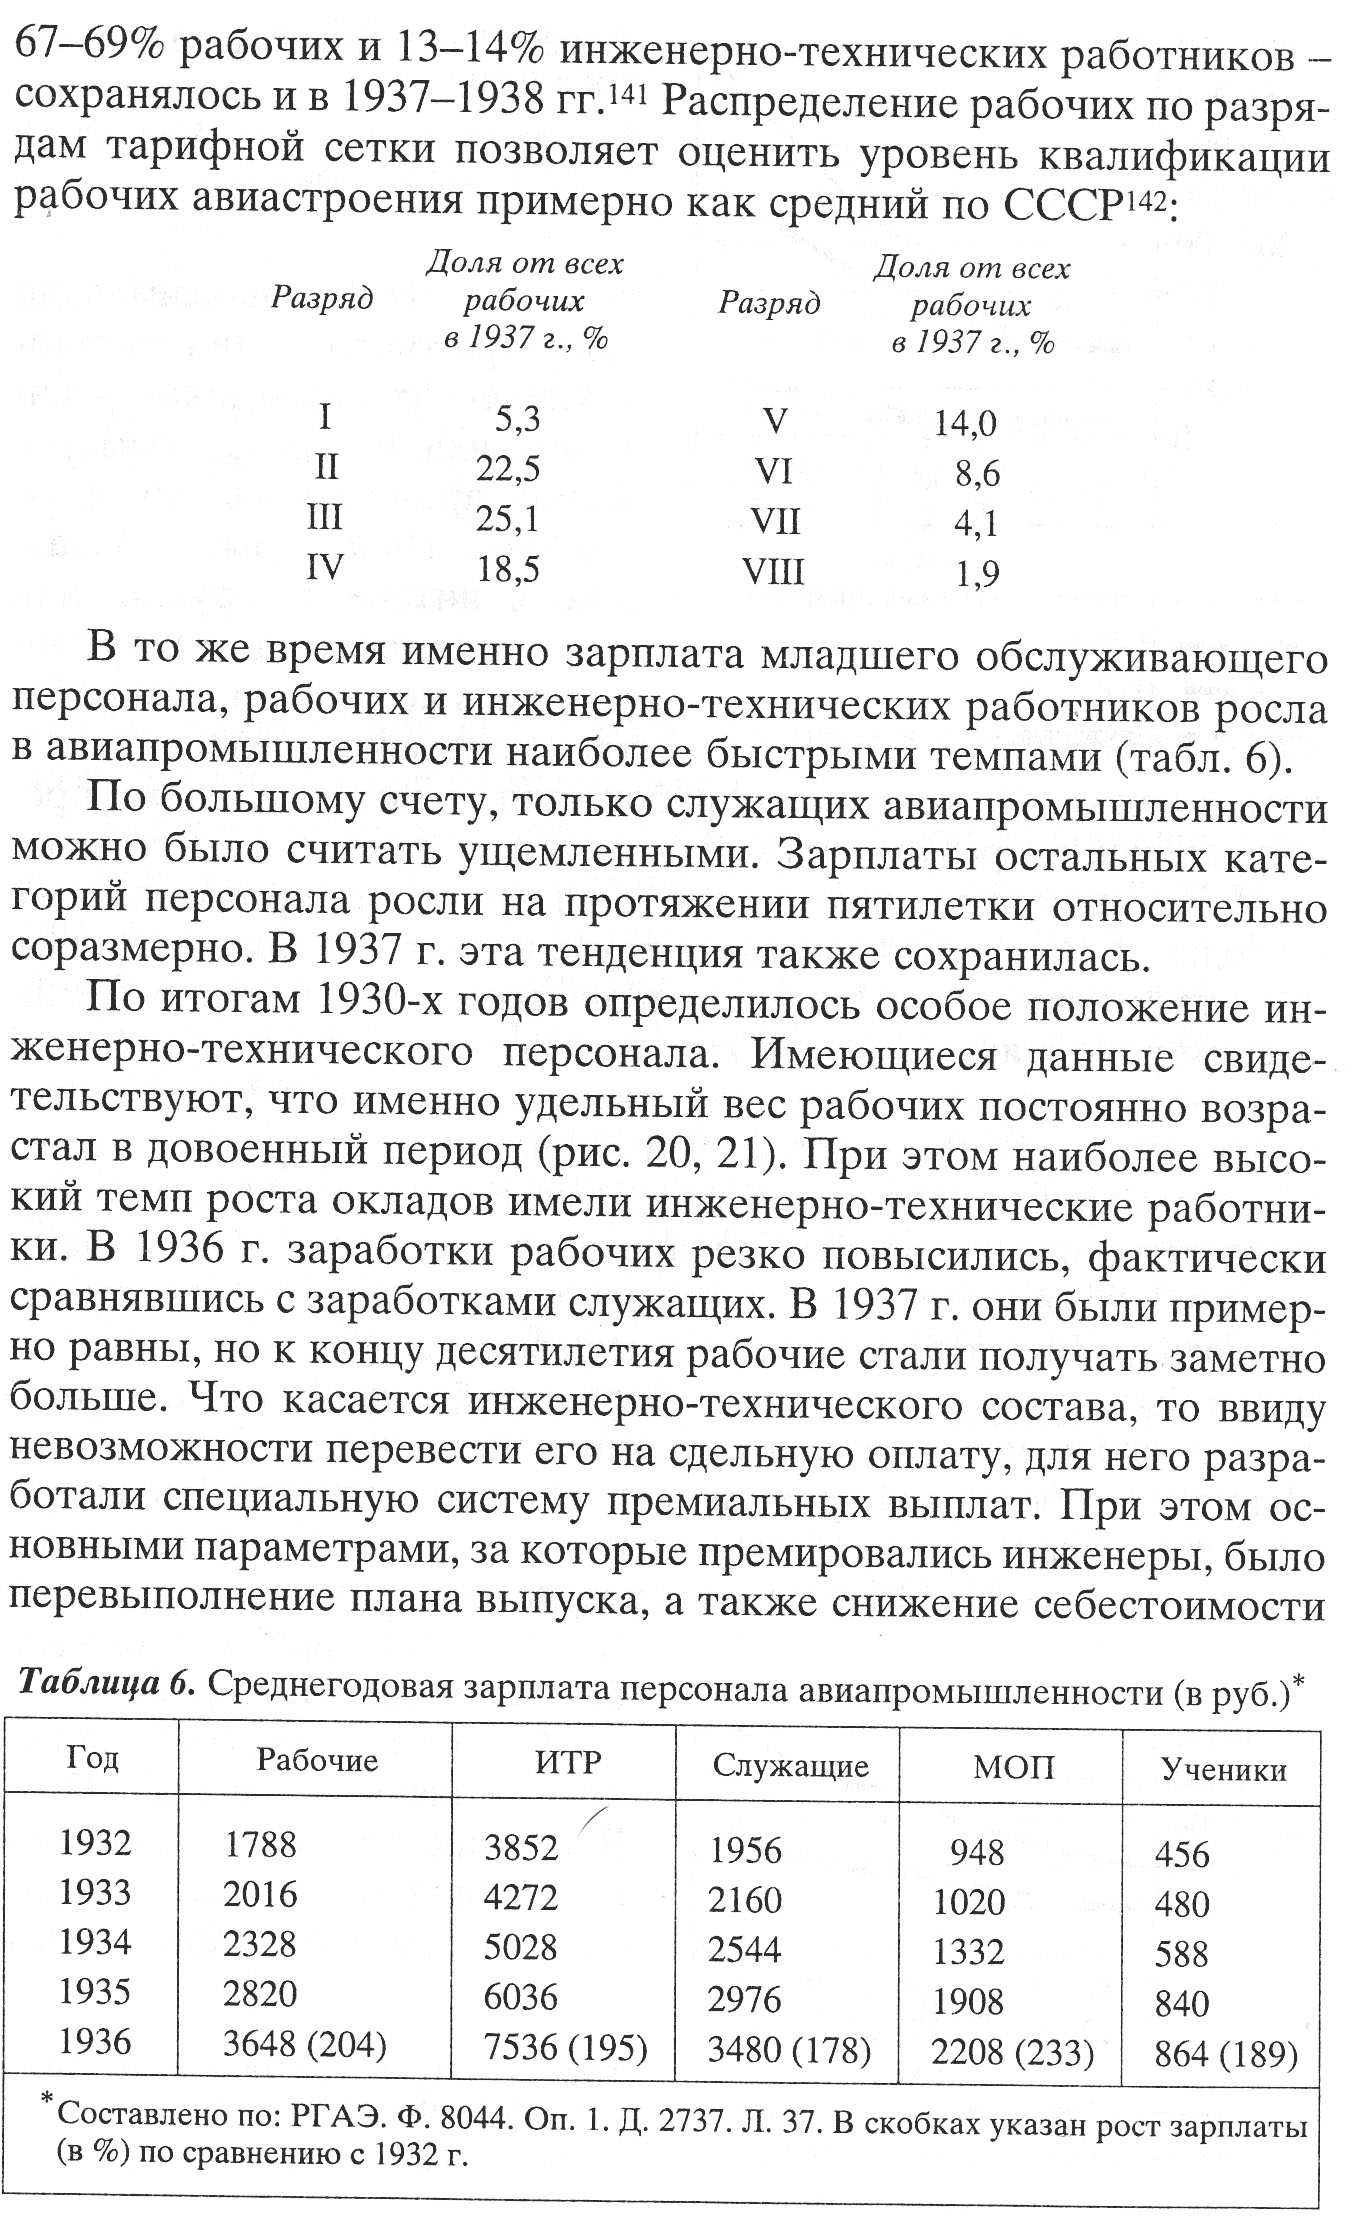 67–69% рабочих и 13–14% инженерно-технических работников –
сохранялось и в 1937–1938 гг.141 Распределение рабочих по разря-
дам тарифной сетки позволяет оценить уровень квалификации
рабочих авиастроения примерно как средний по СССР142:
Разряд Доля от всех рабочих в 1937 г., % Разряд Доля от всех рабочих в 1937 г., %
I 5,3 V 14,0
II 22,5 VI 8,6
III 25,1 VII 4,1
IV 18,5 VIII 1,9
В то же время именно зарплата младшего обслуживающего
персонала, рабочих и инженерно-технических работников росла
в авиапромышленности наиболее быстрыми темпами (табл. 6).
По большому счету, только служащих авиапромышленности
можно было считать ущемленными. Зарплаты остальных кате-
горий персонала росли на протяжении пятилетки относительно
соразмерно. В 1937 г. эта тенденция также сохранилась.
По итогам 1930-х годов определилось особое положение ин-
женерно-технического персонала. Имеющиеся данные свиде-
тельствуют, что именно удельный вес рабочих постоянно возра-
стал в довоенный период (рис. 20, 21). При этом наиболее высо-
кий темп роста окладов имели инженерно-технические работни-
ки. В 1936 г. заработки рабочих резко повысились, фактически
сравнявшись с заработками служащих. В 1937 г. они были пример-
но равны, но к концу десятилетия рабочие стали получать заметно
больше. Что касается инженерно-технического состава, то ввиду
невозможности перевести его на сдельную оплату, для него разра-
ботали специальную систему премиальных выплат. При этом ос-
новными параметрами, за которые премировались инженеры, было
перевыполнение плана выпуска, а также снижение себестоимости
Таблица 6. Среднегодовая зарплата персонала авиапромышленности (в руб.)*
Год Рабочие ИТР Служащие МОП Ученики
1932 1788 3852 1956 948 456
1933 2016 4272 2160 1020 480
1934 2328 5028 2544 1332 588
1935 2820 6036 2976 1908 840
1936 3648 (204) 7536 (195) 3480 (178) 2208 (233) 864 (189)
*Составлено по: РГАЭ. Ф. 8044. Оп. 1. Д. 2737. Л. 37. В скобках указан рост зарплаты
(в %) по сравнению с 1932 г.